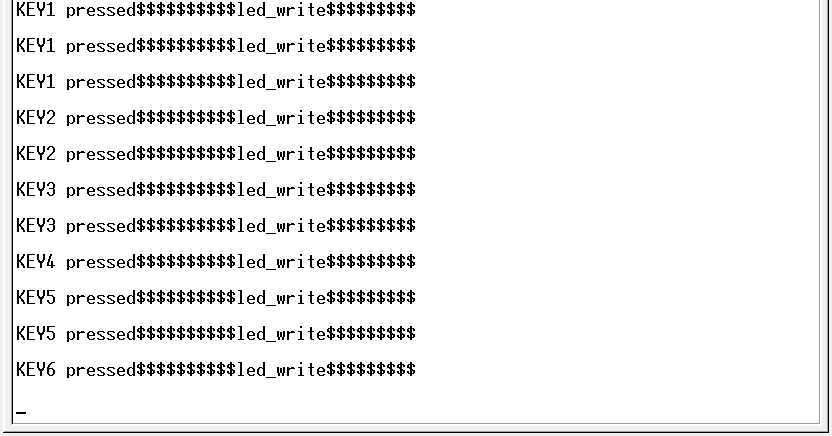 KEY1 pressed$$$$$$$$$$led_write$$$$$$$$$
KEY1 pressed$$$$$$$$$$led_write$$$$$$$$$
KEY1 pressed$$$$$$$$$$led_write$$$$$$$$$
KEY2 pressed$$$$$$$$$$led_write$$$$$$$$$
KEY2 pressed$$$$$$$$$$led_write$$$$$$$$$
KEY3 pressed$$$$$$$$$$led_write$$$$$$$$$
KEY3 pressed$$$$$$$$$$led_write$$$$$$$$$
KEY4 pressed$$$$$$$$$$led_write$$$$$$$$$
KEY5 pressed$$$$$$$$$$led_write$$$$$$$$$
KEY5 pressed$$$$$$$$$$led_write$$$$$$$$$
KEY6 pressed$$$$$$$$$$led_write$$$$$$$$$